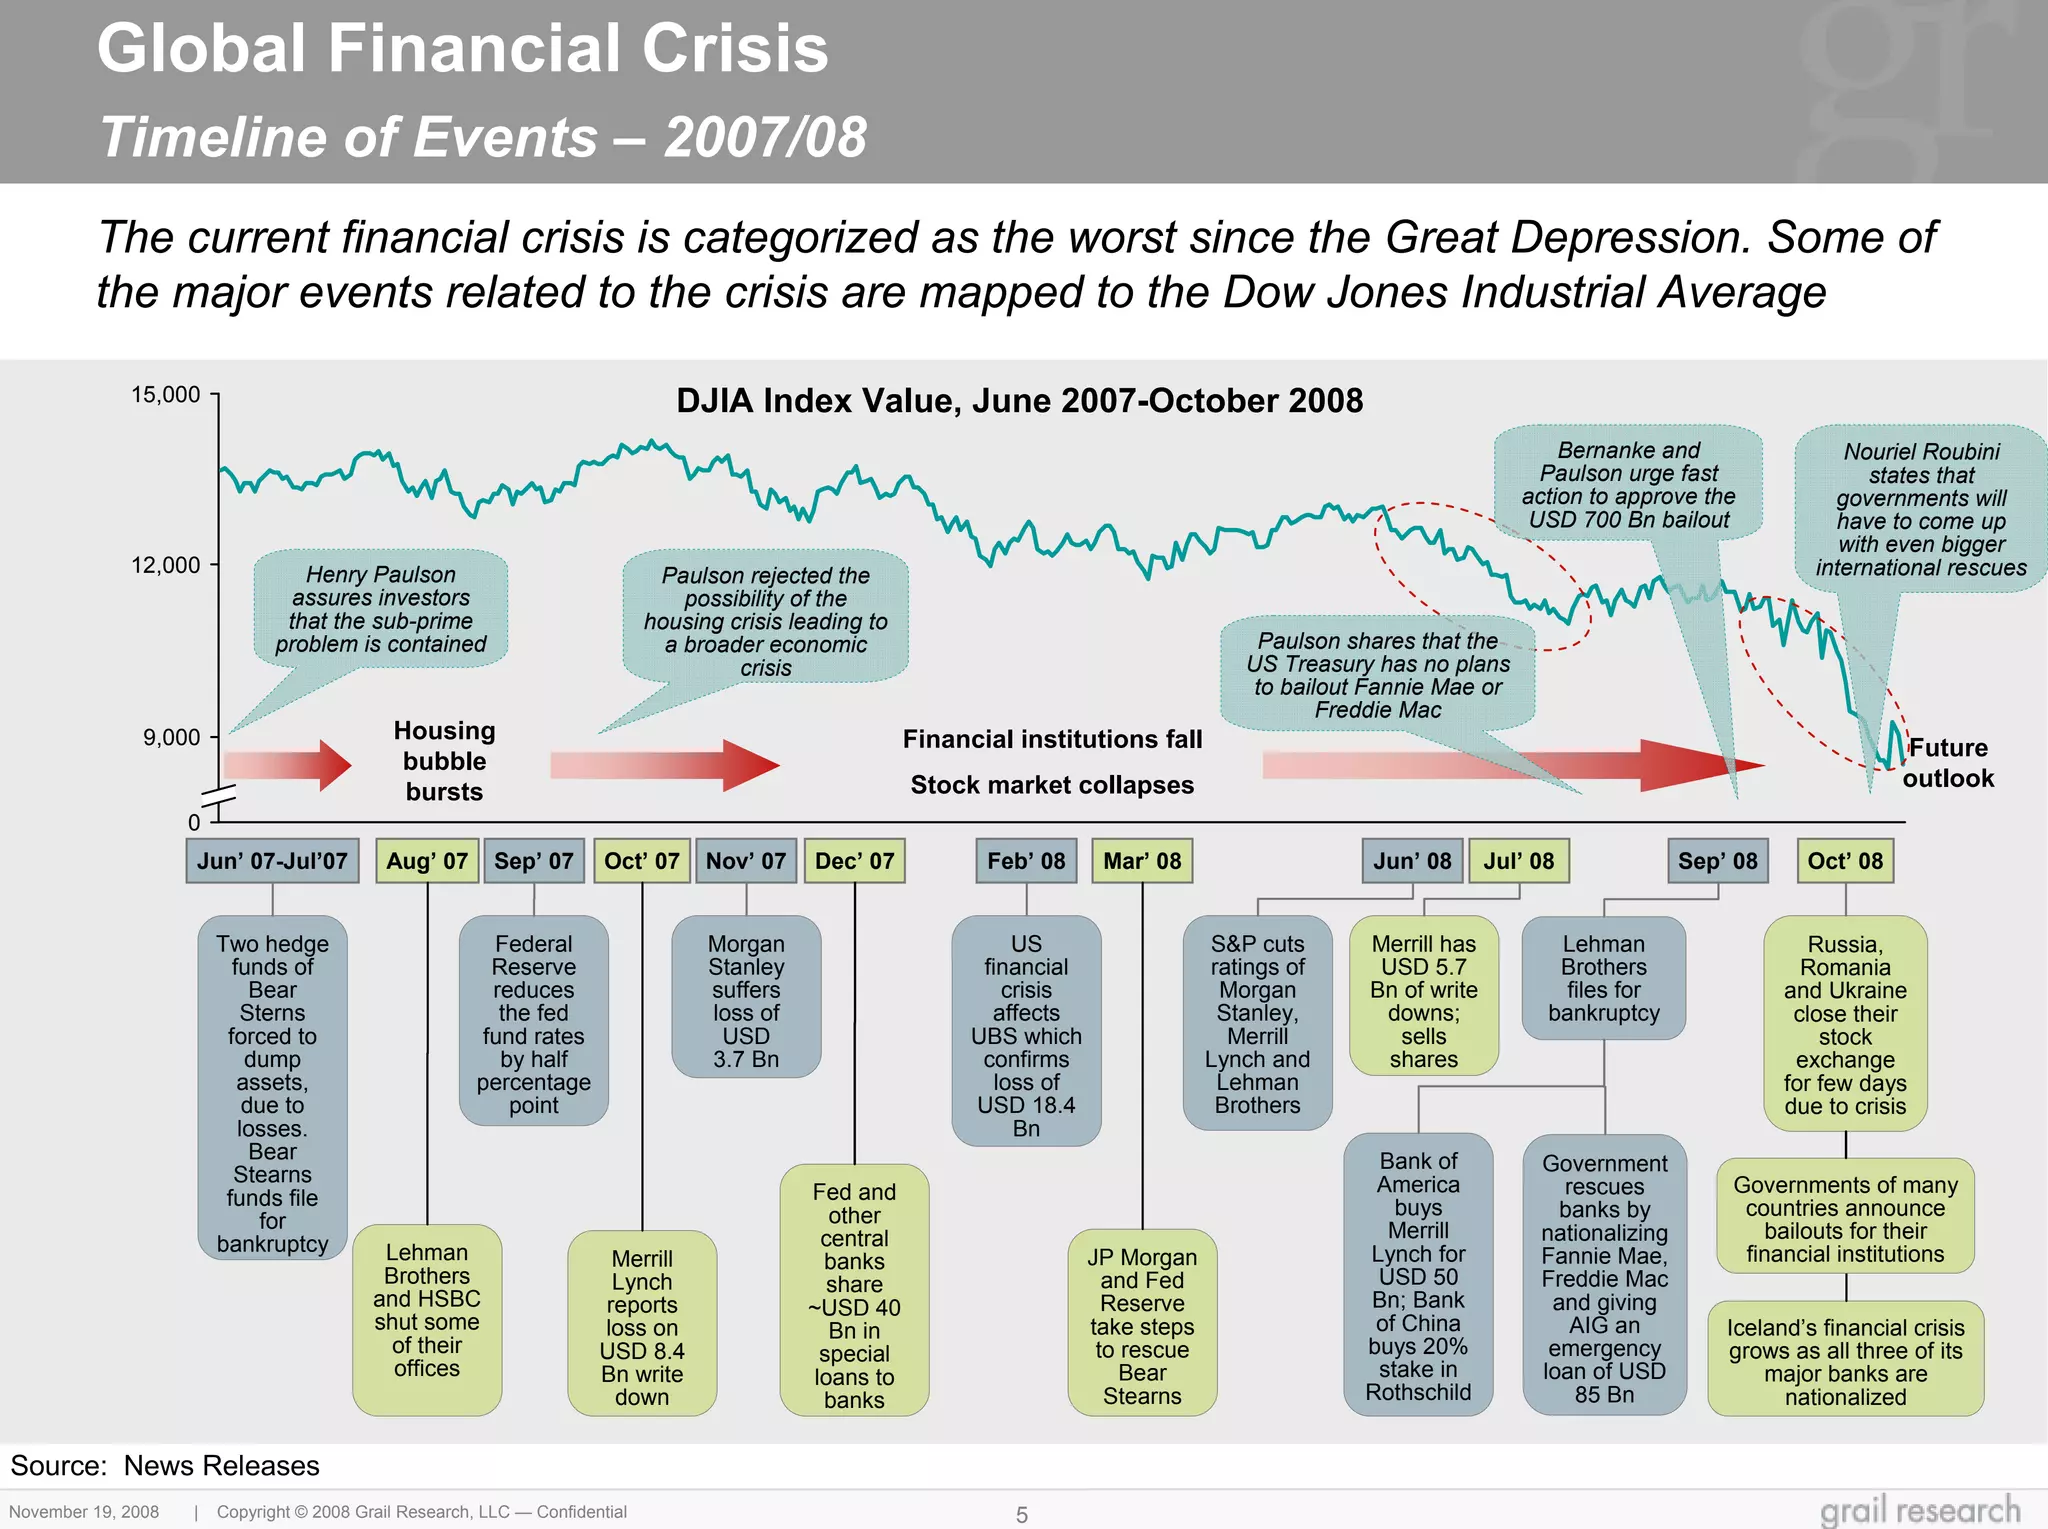 Global Financial Crisis
Timeline of Events – 2007/08
The current financial crisis is categorized as the worst since the Great Depression. Some of
the major events related to the crisis are mapped to the Dow Jones Industrial Average
DJIA Index Value, June 2007-October 2008
15,000
12,000
9,000
0
Henry Paulson
assures investors
that the sub-prime
problem is contained
Paulson rejected the
possibility of the
housing crisis leading to
a broader economic
crisis
Paulson shares that the
US Treasury has no plans
to bailout Fannie Mae or
Freddie Mac
Bernanke and
Paulson urge fast
action to approve the
USD 700 Bn bailout
Nouriel Roubini
states that
governments will
have to come up
with even bigger
international rescues
Housing
bubble
bursts
Financial institutions fall
Stock market collapses
Future
outlook
Jun’ 07-Jul’07
Aug’ 07
Sep’ 07
Oct’ 07
Nov’ 07
Dec’ 07
Feb’ 08
Mar’ 08
Jun’ 08
Jul’ 08
Sep’ 08
Oct’ 08
Two hedge
funds of
Bear
Sterns
forced to
dump
assets,
due to
losses.
Bear
Stearns
funds file
for
bankruptcy
Lehman
Brothers
and HSBC
shut some
of their
offices
Federal
Reserve
reduces
the fed
fund rates
by half
percentage
point
Merrill
Lynch
reports
loss on
USD 8.4
Bn write
down
Morgan
Stanley
suffers
loss of
USD
3.7 Bn
Fed and
other
central
banks
share
~USD 40
Bn in
special
loans to
banks
US
financial
crisis
affects
UBS which
confirms
loss of
USD 18.4
Bn
JP Morgan
and Fed
Reserve
take steps
to rescue
Bear
Stearns
S&P cuts
ratings of
Morgan
Stanley,
Merrill
Lynch and
Lehman
Brothers
Merrill has
USD 5.7
Bn of write
downs;
sells
shares
Lehman
Brothers
files for
bankruptcy
Bank of
America
buys
Merrill
Lynch for
USD 50
Bn; Bank
of China
buys 20%
stake in
Rothschild
Government
rescues
banks by
nationalizing
Fannie Mae,
Freddie Mac
and giving
AIG an
emergency
loan of USD
85 Bn
Russia,
Romania
and Ukraine
close their
stock
exchange
for few days
due to crisis
Governments of many
countries announce
bailouts for their
financial institutions
Iceland’s financial crisis
grows as all three of its
major banks are
nationalized
Source:  News Releases
November 19, 2008 | Copyright © 2008 Grail Research, LLC — Confidential
5
grail research
gr